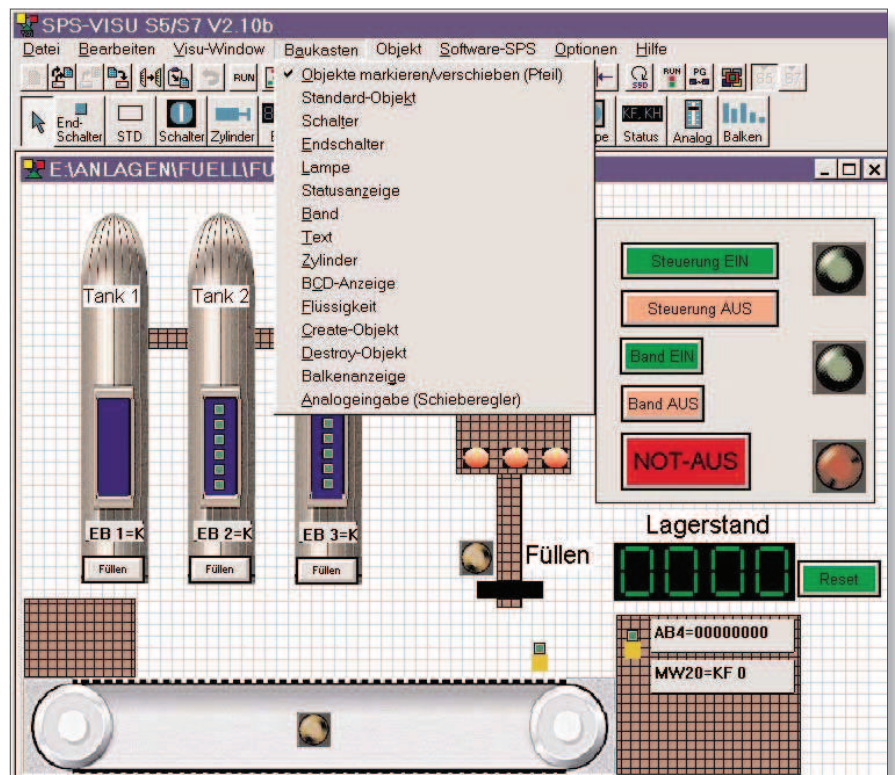 SPS-VISU S5/S7 V2.10b
Datei Bearbeiten Visu-Window Baukasten Objekt Software-SPS Optionen Hilfe
RUN
S9D RUN PG S5 S7
End-
Schalter STD Schalter Zylinder
KF, KH
Status Analog Balken
E:\ANLAGEN\FUELL\FU
✓ Objekte markieren/verschieben (Pfeil)
Standard-Objekt
Schalter
Endschalter
Lampe
Statusanzeige
Band
Text
Zylinder
BCD-Anzeige
Flüssigkeit
Create-Objekt
Destroy-Objekt
Balkenanzeige
Analogeingabe (Schieberegler)
Tank 1 Tank 2
Steuerung EIN
Steuerung AUS
Band EIN
Band AUS
NOT-AUS
EB 1=K EB 2=K EB 3=K
Füllen Füllen Füllen
Füllen
Lagerstand
0000
Reset
AB4=00000000
MW20=KF 0